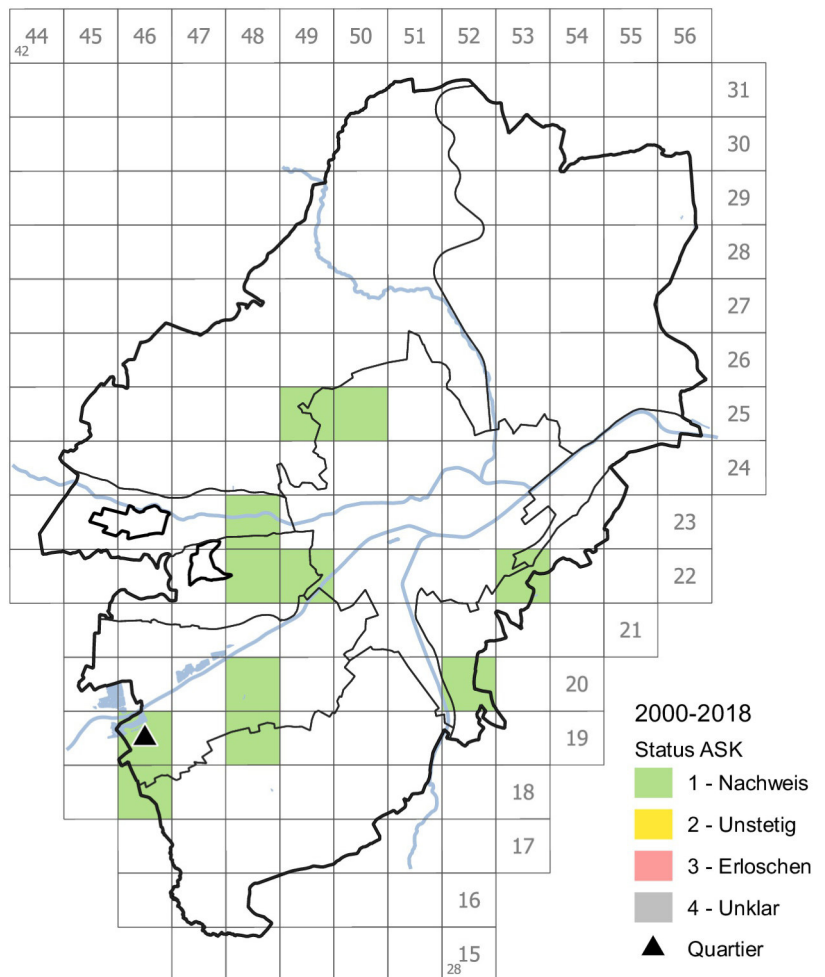 44 45 46 47 48 49 50 51 52 53 54 55 56
42
31
30
29
28
27
26
25
24
23
22
21
20
19
18
17
16
15
28
2000-2018
Status ASK
1 - Nachweis
2 - Unstetig
3 - Erloschen
4 - Unklar
Quartier